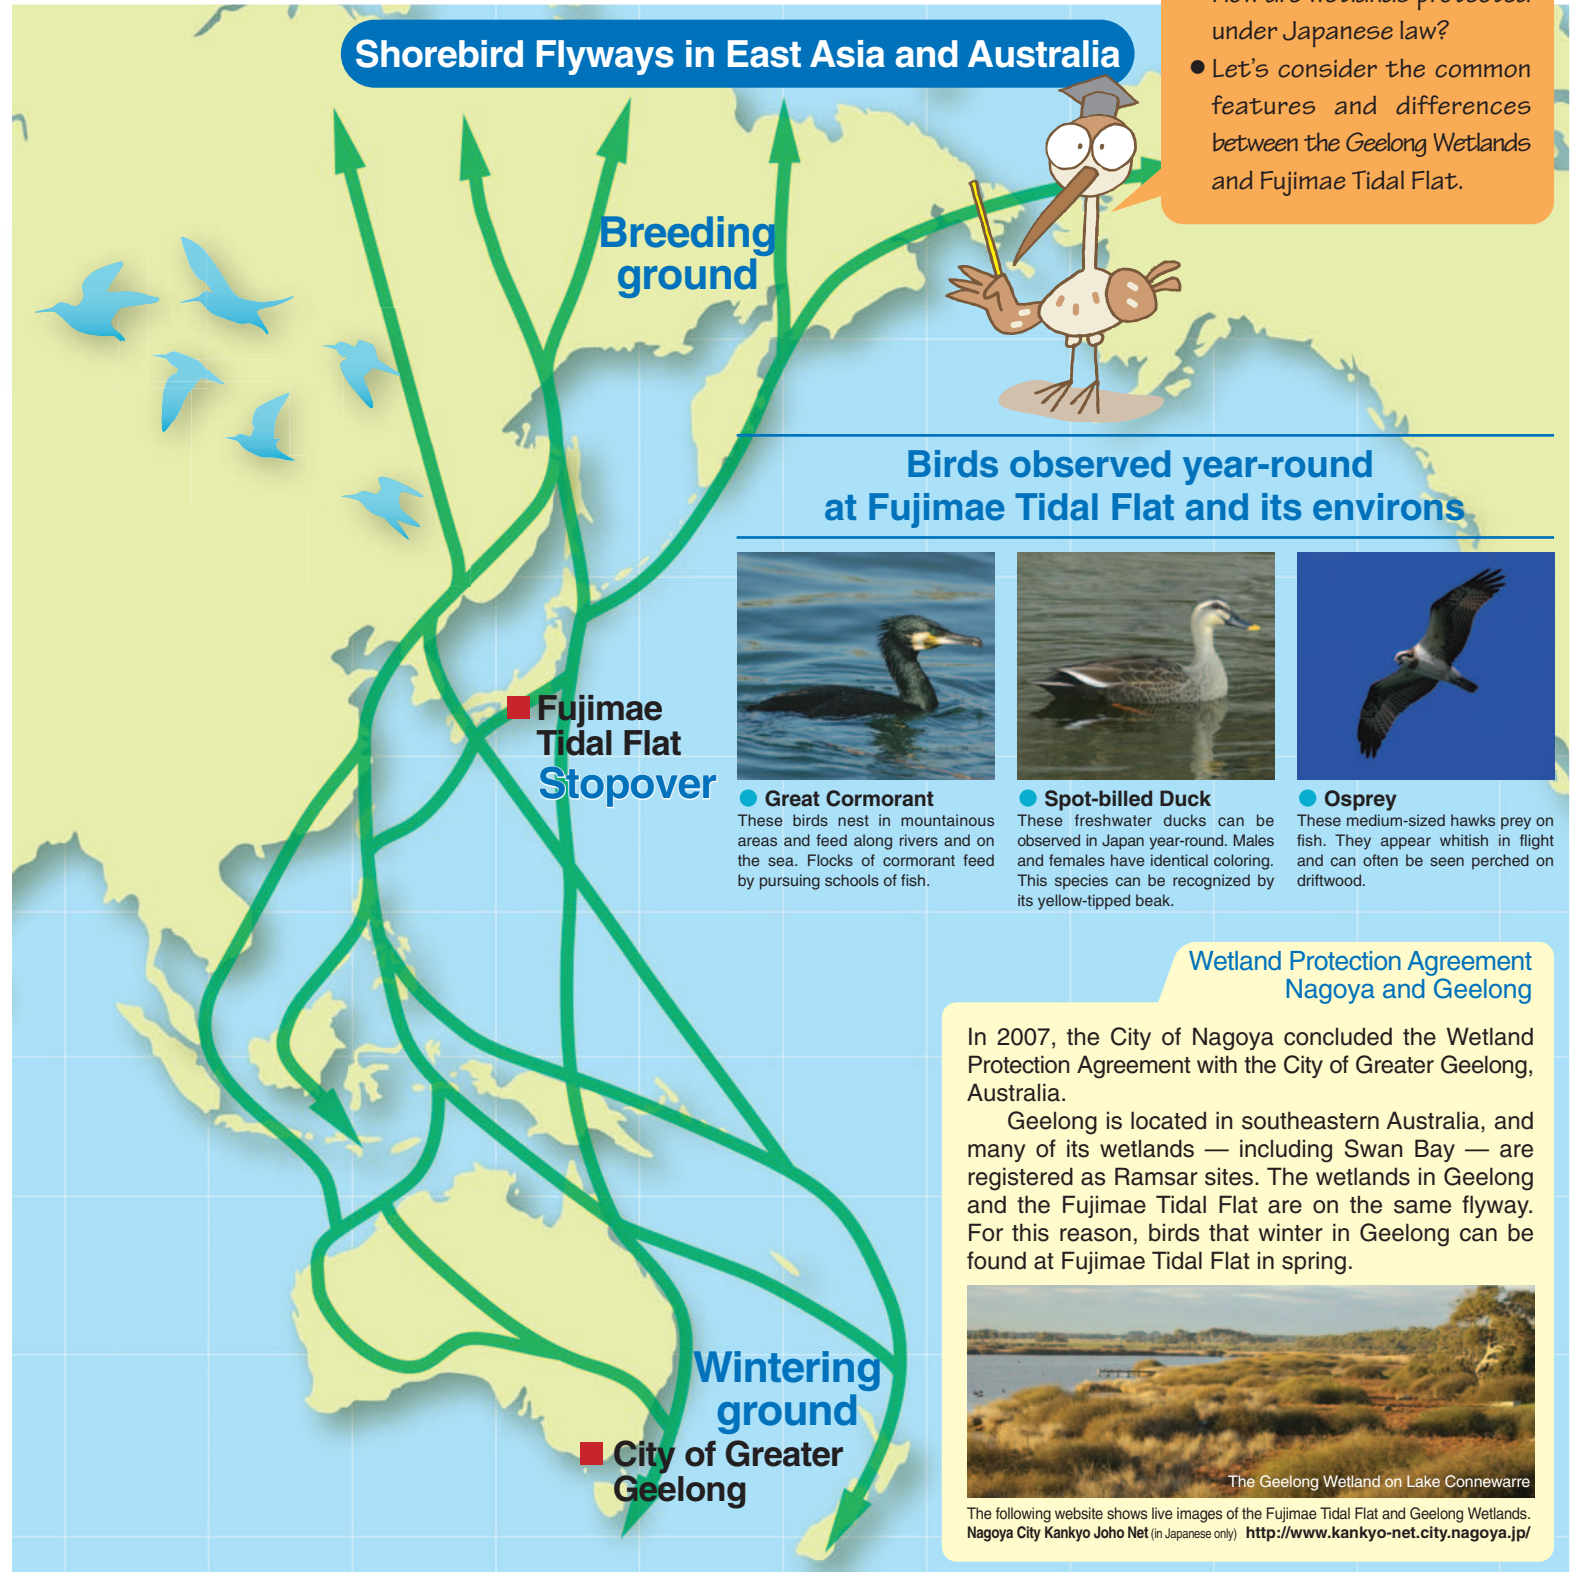 How are wetlands protected
under Japanese law?
● Let's consider the common
features and differences
between the Geelong Wetlands
and Fujimae Tidal Flat.
Shorebird Flyways in East Asia and Australia
Breeding
ground
Birds observed year-round
at Fujimae Tidal Flat and its environs
Fujimae
Tidal Flat
Stopover
● Great Cormorant
These birds nest in mountainous
areas and feed along rivers and on
the sea. Flocks of cormorant feed
by pursuing schools of fish.
● Spot-billed Duck
These freshwater ducks can be
observed in Japan year-round. Males
and females have identical coloring.
This species can be recognized by
its yellow-tipped beak.
● Osprey
These medium-sized hawks prey on
fish. They appear whitish in flight
and can often be seen perched on
driftwood.
Wetland Protection Agreement
Nagoya and Geelong
In 2007, the City of Nagoya concluded the Wetland
Protection Agreement with the City of Greater Geelong,
Australia.
Geelong is located in southeastern Australia, and
many of its wetlands — including Swan Bay — are
registered as Ramsar sites. The wetlands in Geelong
and the Fujimae Tidal Flat are on the same flyway.
For this reason, birds that winter in Geelong can be
found at Fujimae Tidal Flat in spring.
Wintering
ground
City of Greater
Geelong
The Geelong Wetland on Lake Connewarre
The following website shows live images of the Fujimae Tidal Flat and Geelong Wetlands.
Nagoya City Kankyo Joho Net (in Japanese only) http://www.kankyo-net.city.nagoya.jp/